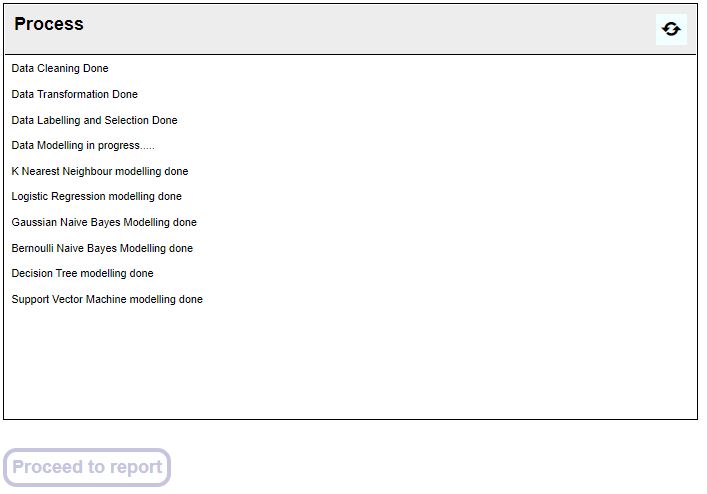 Process
Data Cleaning Done
Data Transformation Done
Data Labelling and Selection Done
Data Modelling in progress.....
K Nearest Neighbour modelling done
Logistic Regression modelling done
Gaussian Naive Bayes Modelling done
Bernoulli Naive Bayes Modelling done
Decision Tree modelling done
Support Vector Machine modelling done
Proceed to report